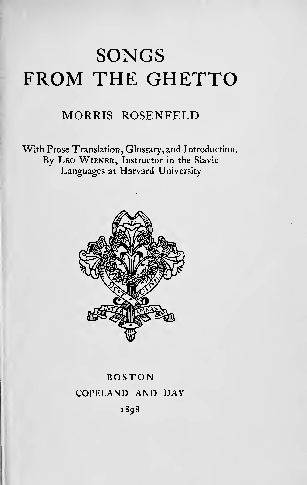 SONGS
FROM THE GHETTO
MORRIS ROSENFELD
With Prose Translation, Glossary, and Introduction,
By Leo Wiener, Instructor in the Slavic
Languages at Harvard University
BOSTON
COPELAND AND DAY
1898